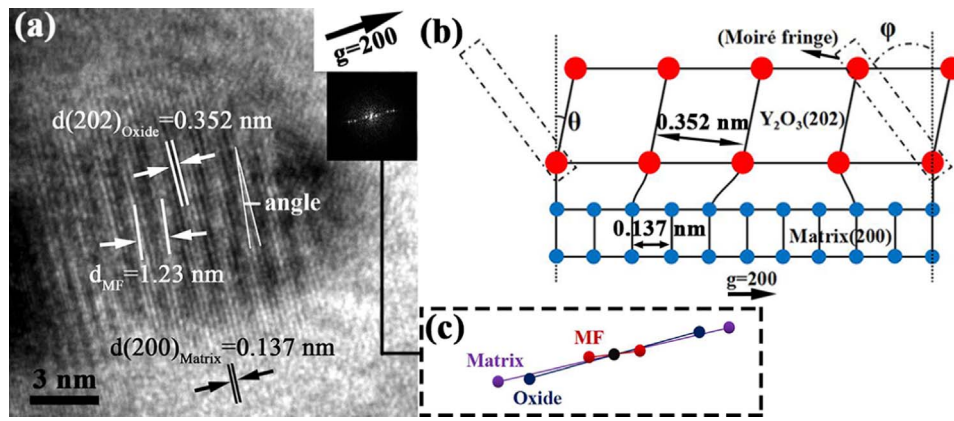 (a)
g=200
d(202)Oxide=0.352 nm
angle
dMF=1.23 nm
d(200)Matrix=0.137 nm
3 nm
(b)
(Moiré fringe)
φ
θ
0.352 nm
Y2O3(202)
0.137 nm
Matrix(200)
g=200
(c)
MF
Matrix
Oxide